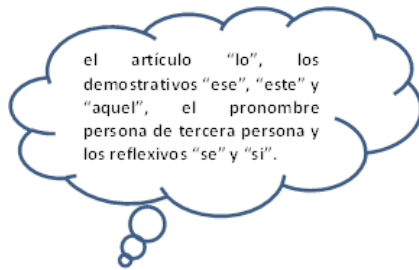 el artículo “lo”, los
demostrativos “ese”, “este” y
“aquel”, el pronombre
persona de tercera persona y
los reflexivos “se” y “si”.